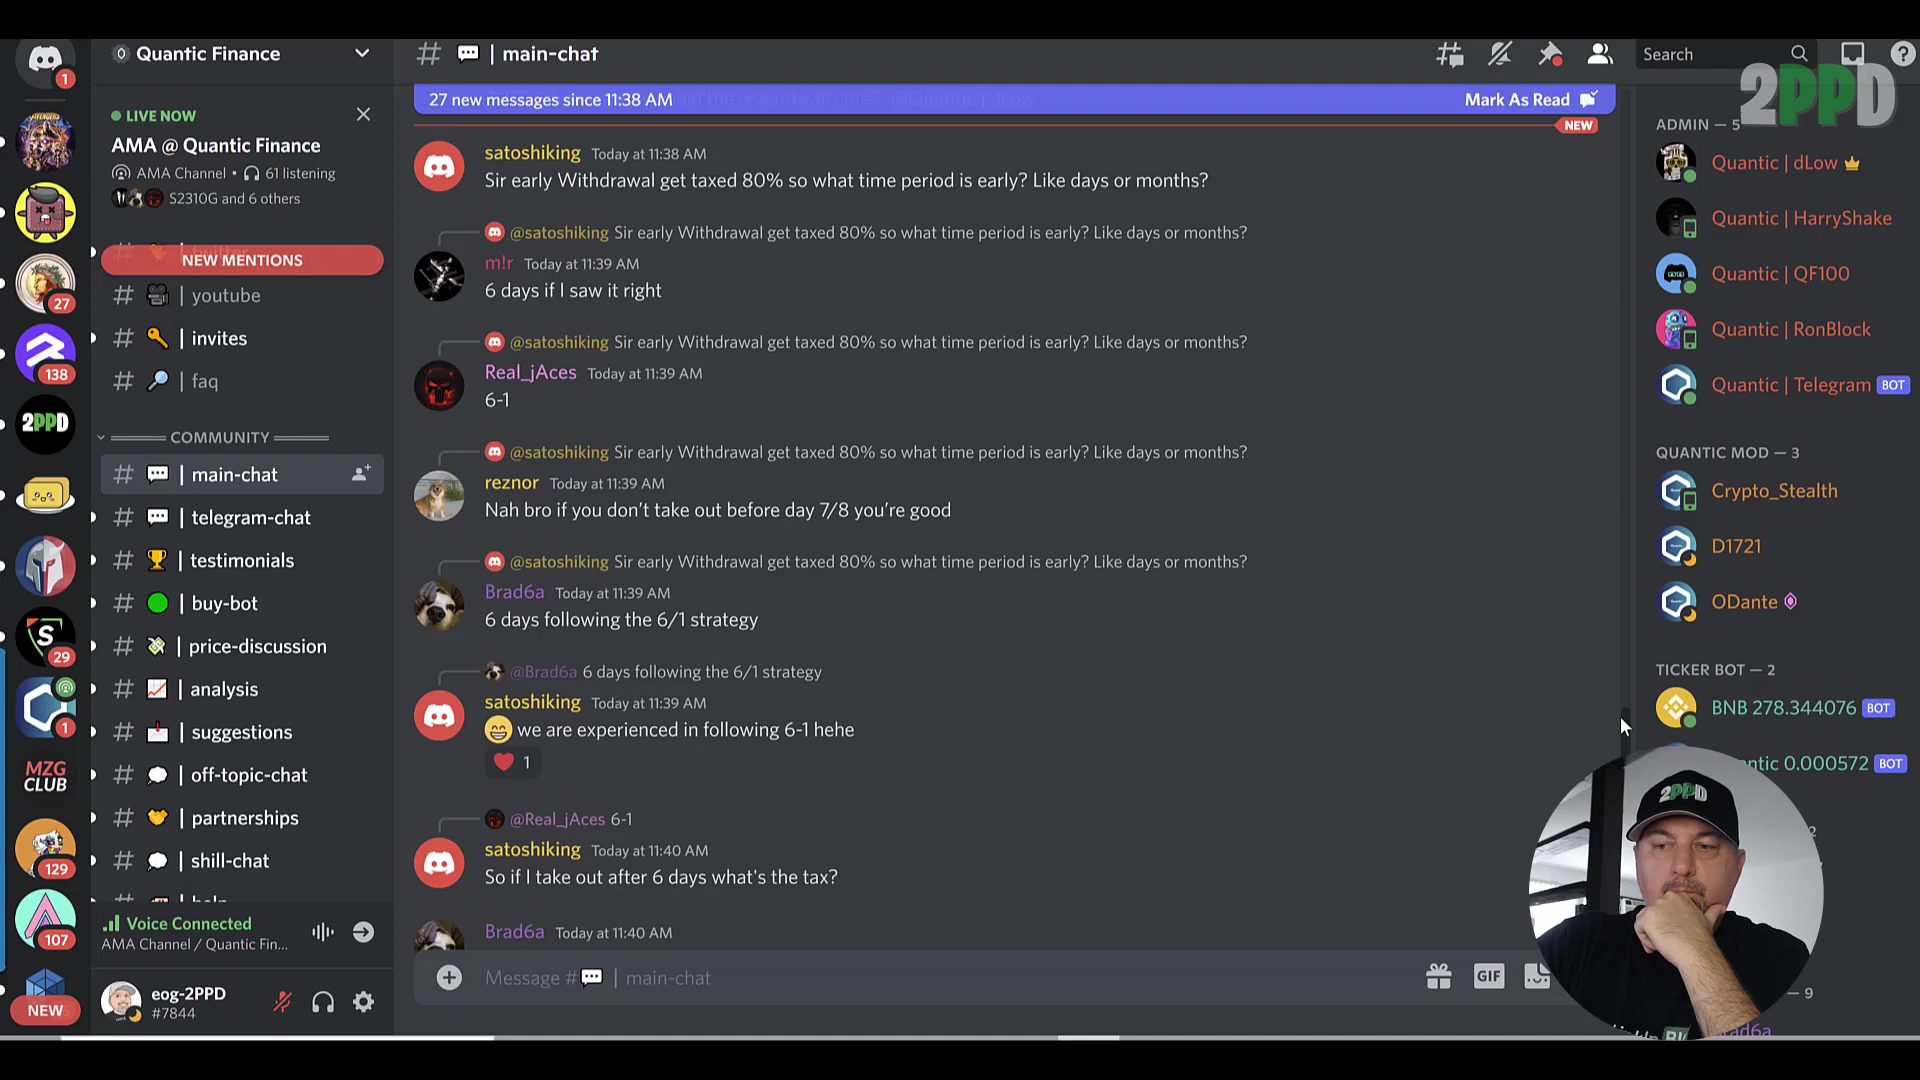 1
Quantic Finance
LIVE NOW
AMA @ Quantic Finance
AMA Channel • 61 listening
S2310G and 6 others
twitter
NEW MENTIONS
# | youtube
# | invites
# | faq
COMMUNITY
# | main-chat
# | telegram-chat
# | testimonials
# | buy-bot
# | price-discussion
# | analysis
# | suggestions
# | off-topic-chat
# | partnerships
# | shill-chat
Voice Connected
AMA Channel / Quantic Fin...
eog-2PPD
#7844
27
138
2PPD
S
29
1
MZG
CLUB
129
107
NEW
# | main-chat
Search
?
27 new messages since 11:38 AM
Mark As Read
NEW
satoshiking Today at 11:38 AM
Sir early Withdrawal get taxed 80% so what time period is early? Like days or months?
@satoshiking Sir early Withdrawal get taxed 80% so what time period is early? Like days or months?
m!r Today at 11:39 AM
6 days if I saw it right
@satoshiking Sir early Withdrawal get taxed 80% so what time period is early? Like days or months?
Real_jAces Today at 11:39 AM
6-1
@satoshiking Sir early Withdrawal get taxed 80% so what time period is early? Like days or months?
reznor Today at 11:39 AM
Nah bro if you don't take out before day 7/8 you're good
@satoshiking Sir early Withdrawal get taxed 80% so what time period is early? Like days or months?
Brad6a Today at 11:39 AM
6 days following the 6/1 strategy
@Brad6a 6 days following the 6/1 strategy
satoshiking Today at 11:39 AM
😁 we are experienced in following 6-1 hehe
❤️ 1
@Real_jAces 6-1
satoshiking Today at 11:40 AM
So if I take out after 6 days what's the tax?
Brad6a Today at 11:40 AM
Message # 💬 | main-chat
GIF
2PPD
ADMIN — 5
Quantic | dLow
Quantic | HarryShake
Quantic | QF100
Quantic | RonBlock
Quantic | Telegram BOT
QUANTIC MOD — 3
Crypto_Stealth
D1721
ODante
TICKER BOT — 2
BNB 278.344076 BOT
ntic 0.000572 BOT
2PPD
2
— 9
rad6a